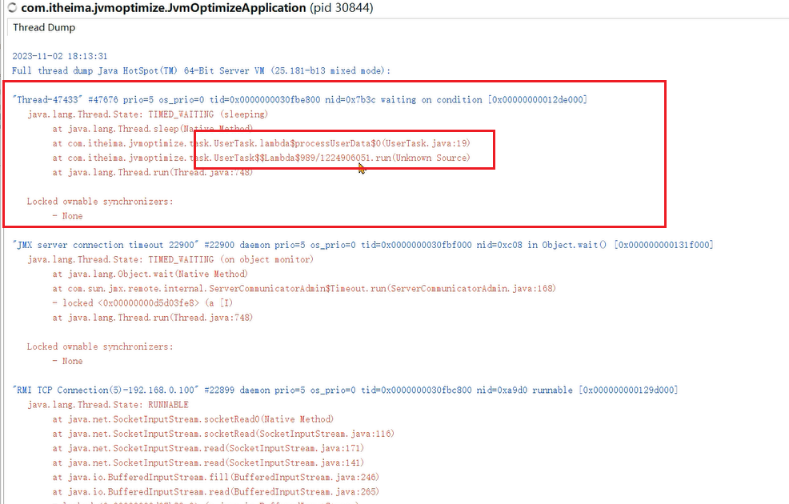 com.itheima.jvmoptimize.JvmOptimizeApplication (pid 30844)
Thread Dump
2023-11-02 18:13:31
Full thread dump Java HotSpot(TM) 64-Bit Server VM (25.181-b13 mixed mode):
"Thread-47433" #47676 prio=5 os_prio=0 tid=0x0000000030fbe800 nid=0x7b3c waiting on condition [0x00000000012de000]
java.lang.Thread.State: TIMED_WAITING (sleeping)
at java.lang.Thread.sleep(Native Method)
at com.itheima.jvmoptimize.task.UserTask.lambda$processUserData$0(UserTask.java:19)
at com.itheima.jvmoptimize.task.UserTask$$Lambda$989/1224906051.run(Unknown Source)
at java.lang.Thread.run(Thread.java:748)
Locked ownable synchronizers:
- None
"JMX server connection timeout 22900" #22900 daemon prio=5 os_prio=0 tid=0x0000000030fbf000 nid=0xc08 in Object.wait() [0x000000000131f000]
java.lang.Thread.State: TIMED_WAITING (on object monitor)
at java.lang.Object.wait(Native Method)
at com.sun.jmx.remote.internal.ServerCommunicatorAdmin$Timeout.run(ServerCommunicatorAdmin.java:168)
- locked <0x00000000d5d03fe8> (a [I)
at java.lang.Thread.run(Thread.java:748)
Locked ownable synchronizers:
- None
"RMI TCP Connection(5)-192.168.0.100" #22899 daemon prio=5 os_prio=0 tid=0x0000000030fbc800 nid=0xa9d0 runnable [0x000000000129d000]
java.lang.Thread.State: RUNNABLE
at java.net.SocketInputStream.socketRead0(Native Method)
at java.net.SocketInputStream.socketRead(SocketInputStream.java:116)
at java.net.SocketInputStream.read(SocketInputStream.java:171)
at java.net.SocketInputStream.read(SocketInputStream.java:141)
at java.io.BufferedInputStream.fill(BufferedInputStream.java:246)
at java.io.BufferedInputStream.read(BufferedInputStream.java:265)